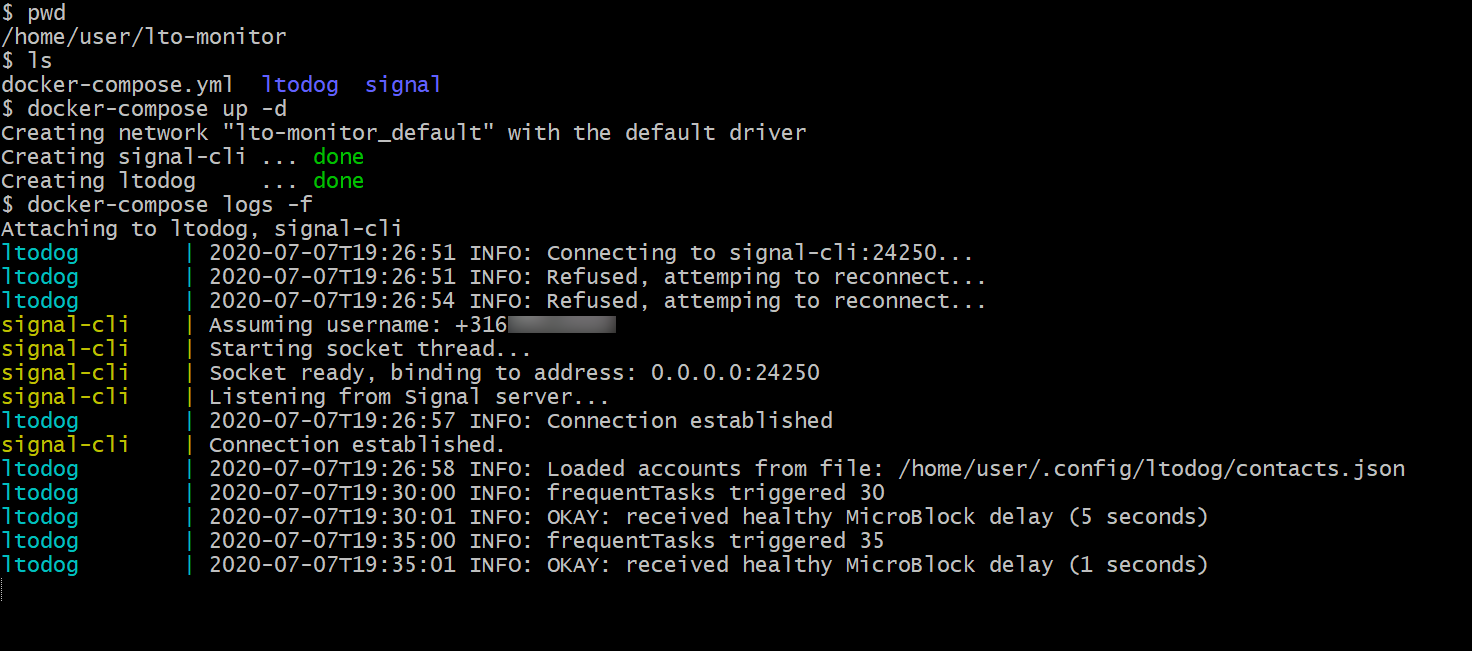 $ pwd
/home/user/lto-monitor
$ ls
docker-compose.yml  ltodog  signal
$ docker-compose up -d
Creating network "lto-monitor_default" with the default driver
Creating signal-cli ... done
Creating ltodog     ... done
$ docker-compose logs -f
Attaching to ltodog, signal-cli
ltodog        | 2020-07-07T19:26:51 INFO: Connecting to signal-cli:24250...
ltodog        | 2020-07-07T19:26:51 INFO: Refused, attemping to reconnect...
ltodog        | 2020-07-07T19:26:54 INFO: Refused, attemping to reconnect...
signal-cli    | Assuming username: +316
signal-cli    | Starting socket thread...
signal-cli    | Socket ready, binding to address: 0.0.0.0:24250
signal-cli    | Listening from Signal server...
ltodog        | 2020-07-07T19:26:57 INFO: Connection established
signal-cli    | Connection established.
ltodog        | 2020-07-07T19:26:58 INFO: Loaded accounts from file: /home/user/.config/ltodog/contacts.json
ltodog        | 2020-07-07T19:30:00 INFO: frequentTasks triggered 30
ltodog        | 2020-07-07T19:30:01 INFO: OKAY: received healthy MicroBlock delay (5 seconds)
ltodog        | 2020-07-07T19:35:00 INFO: frequentTasks triggered 35
ltodog        | 2020-07-07T19:35:01 INFO: OKAY: received healthy MicroBlock delay (1 seconds)